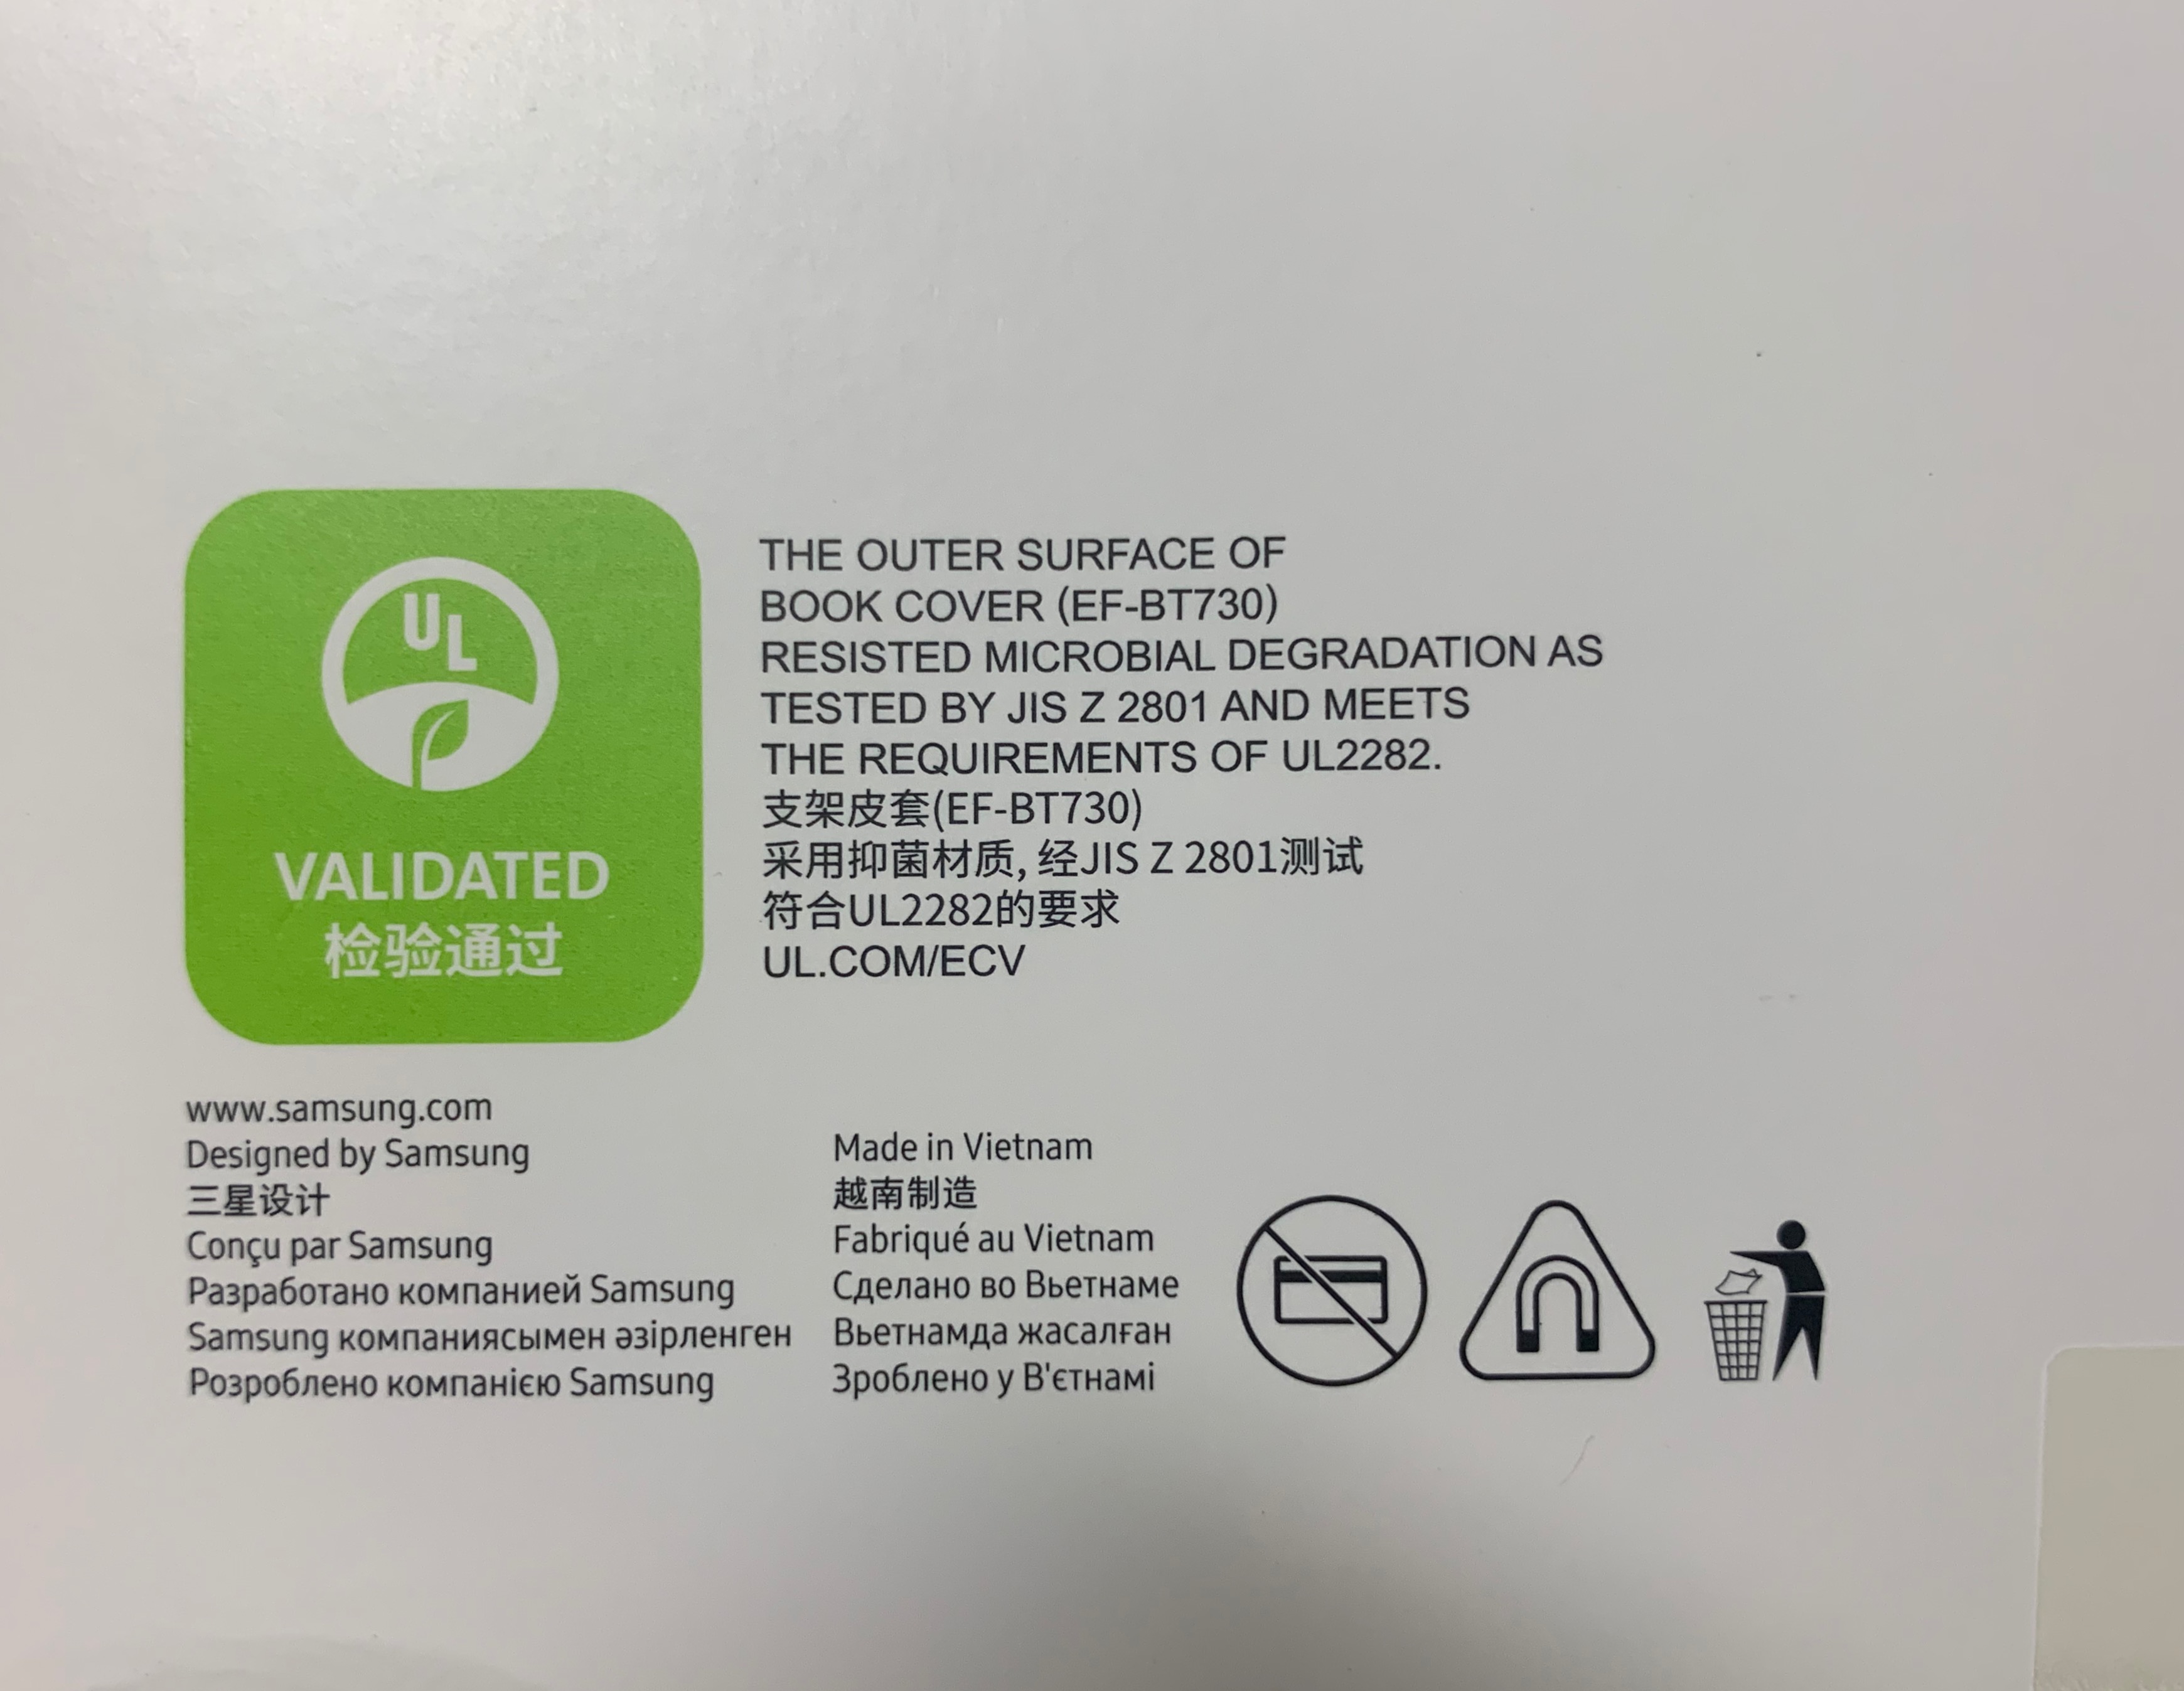 UL
VALIDATED
检验通过
THE OUTER SURFACE OF
BOOK COVER (EF-BT730)
RESISTED MICROBIAL DEGRADATION AS
TESTED BY JIS Z 2801 AND MEETS
THE REQUIREMENTS OF UL2282.
支架皮套(EF-BT730)
采用抑菌材质, 经JIS Z 2801测试
符合UL2282的要求
UL.COM/ECV
www.samsung.com
Designed by Samsung
三星设计
Conçu par Samsung
Разработано компанией Samsung
Samsung компаниясымен әзірленген
Розроблено компанією Samsung
Made in Vietnam
越南制造
Fabriqué au Vietnam
Сделано во Вьетнаме
Вьетнамда жасалған
Зроблено у В'єтнамі